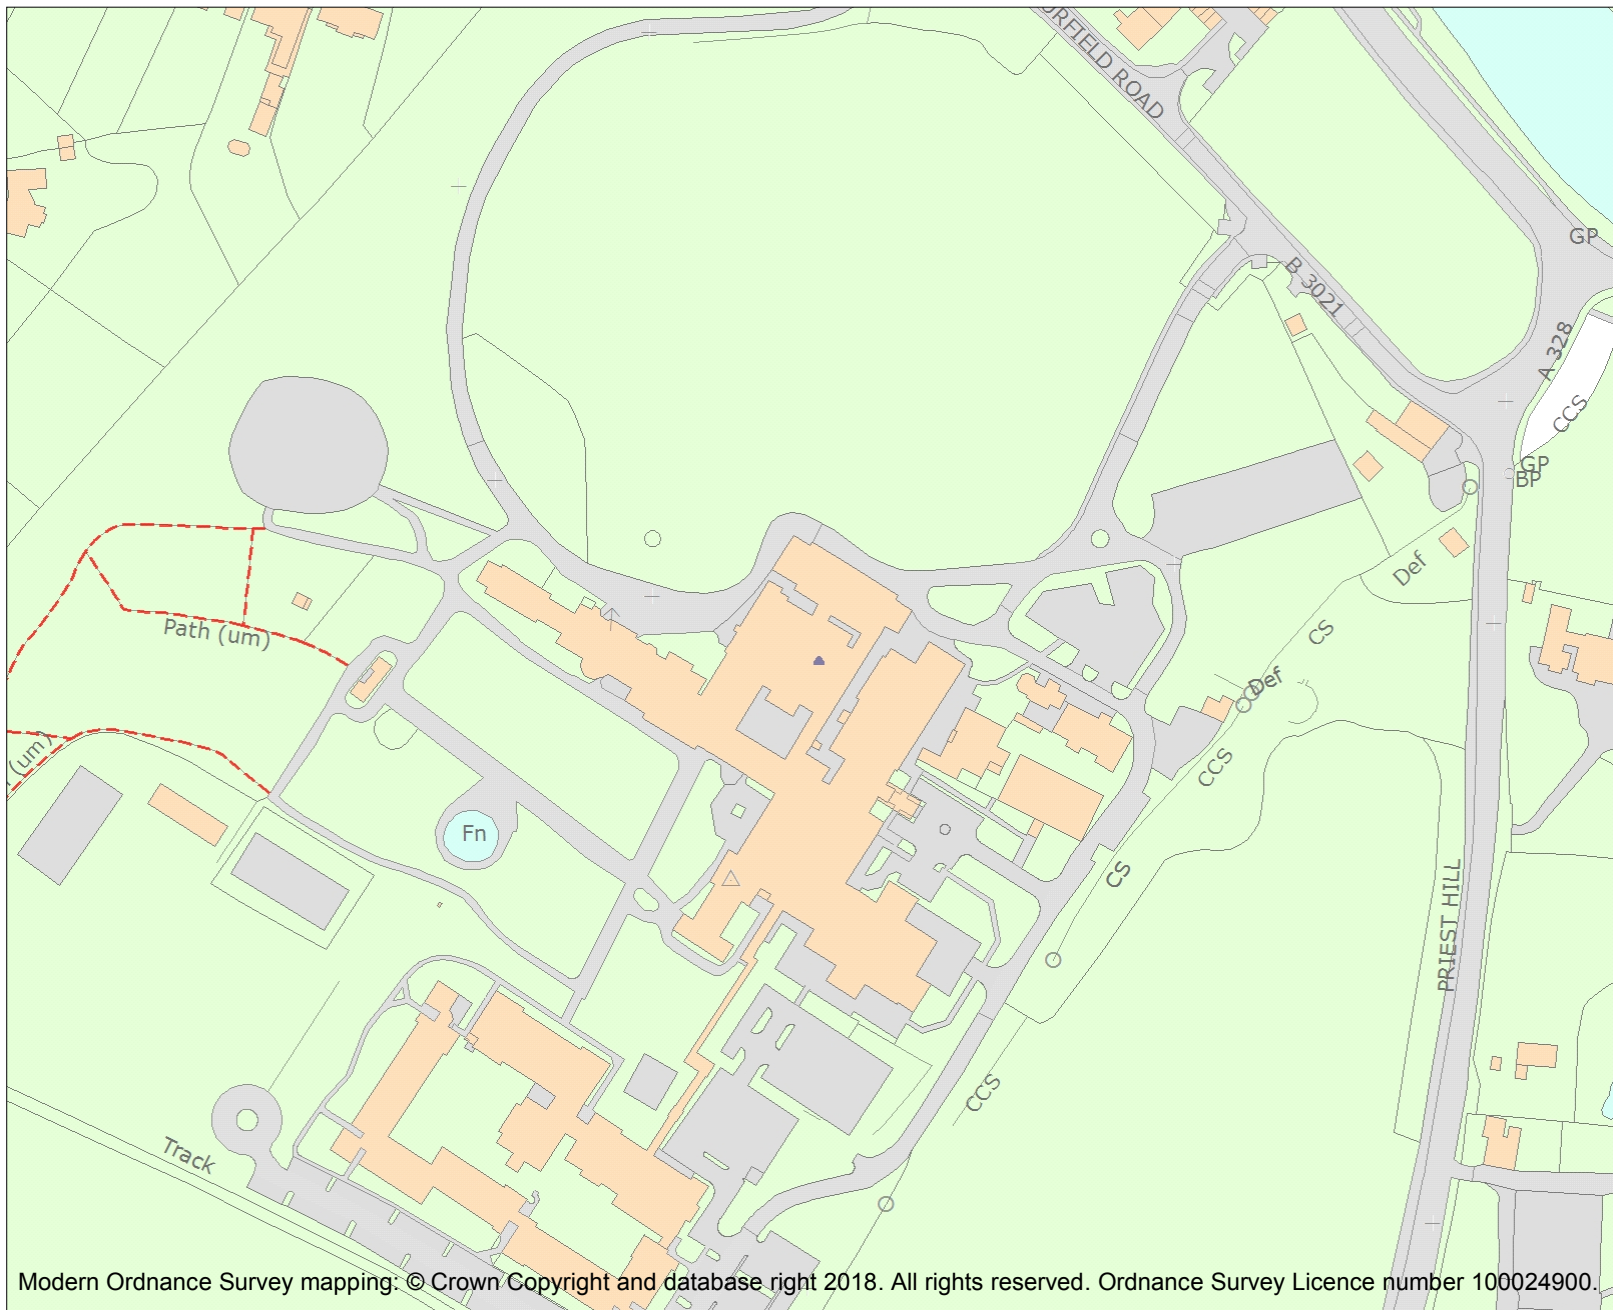 ORFIELD ROAD
GP
B 3021
A 328
CCS
GP
BP
Def
CS
Path (um)
Def
(um)
CCS
Fn
CS
PRIEST HILL
CCS
Track
Modern Ordnance Survey mapping: © Crown Copyright and database right 2018. All rights reserved. Ordnance Survey Licence number 100024900.